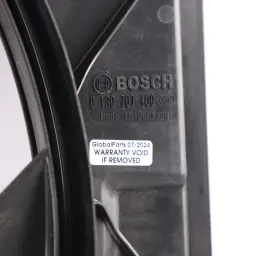 BOSCH
0 130 707 400
Made in Germany
GlobalParts 07/2024
WARRANTY VOID
IF REMOVED